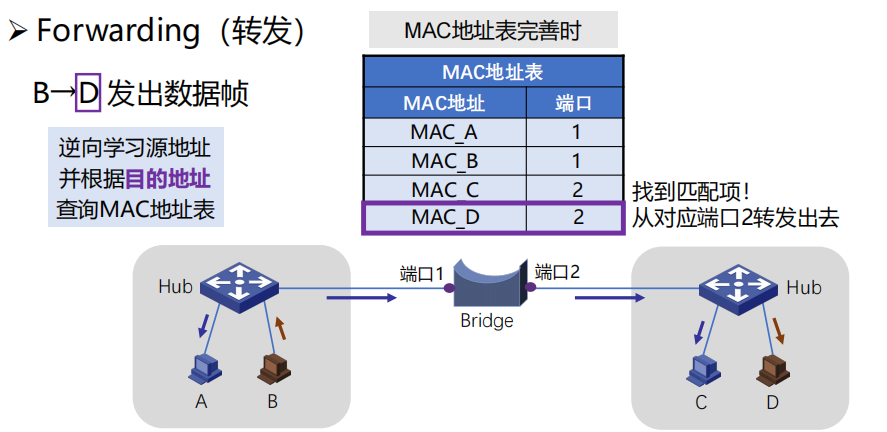 ➢ Forwarding（转发）
MAC地址表完善时
B→D 发出数据帧
逆向学习源地址
并根据目的地址
查询MAC地址表
MAC地址表
MAC地址 端口
MAC_A 1
MAC_B 1
MAC_C 2
MAC_D 2
找到匹配项！
从对应端口2转发出去
Hub
端口1
端口2
Hub
Bridge
A
B
C
D